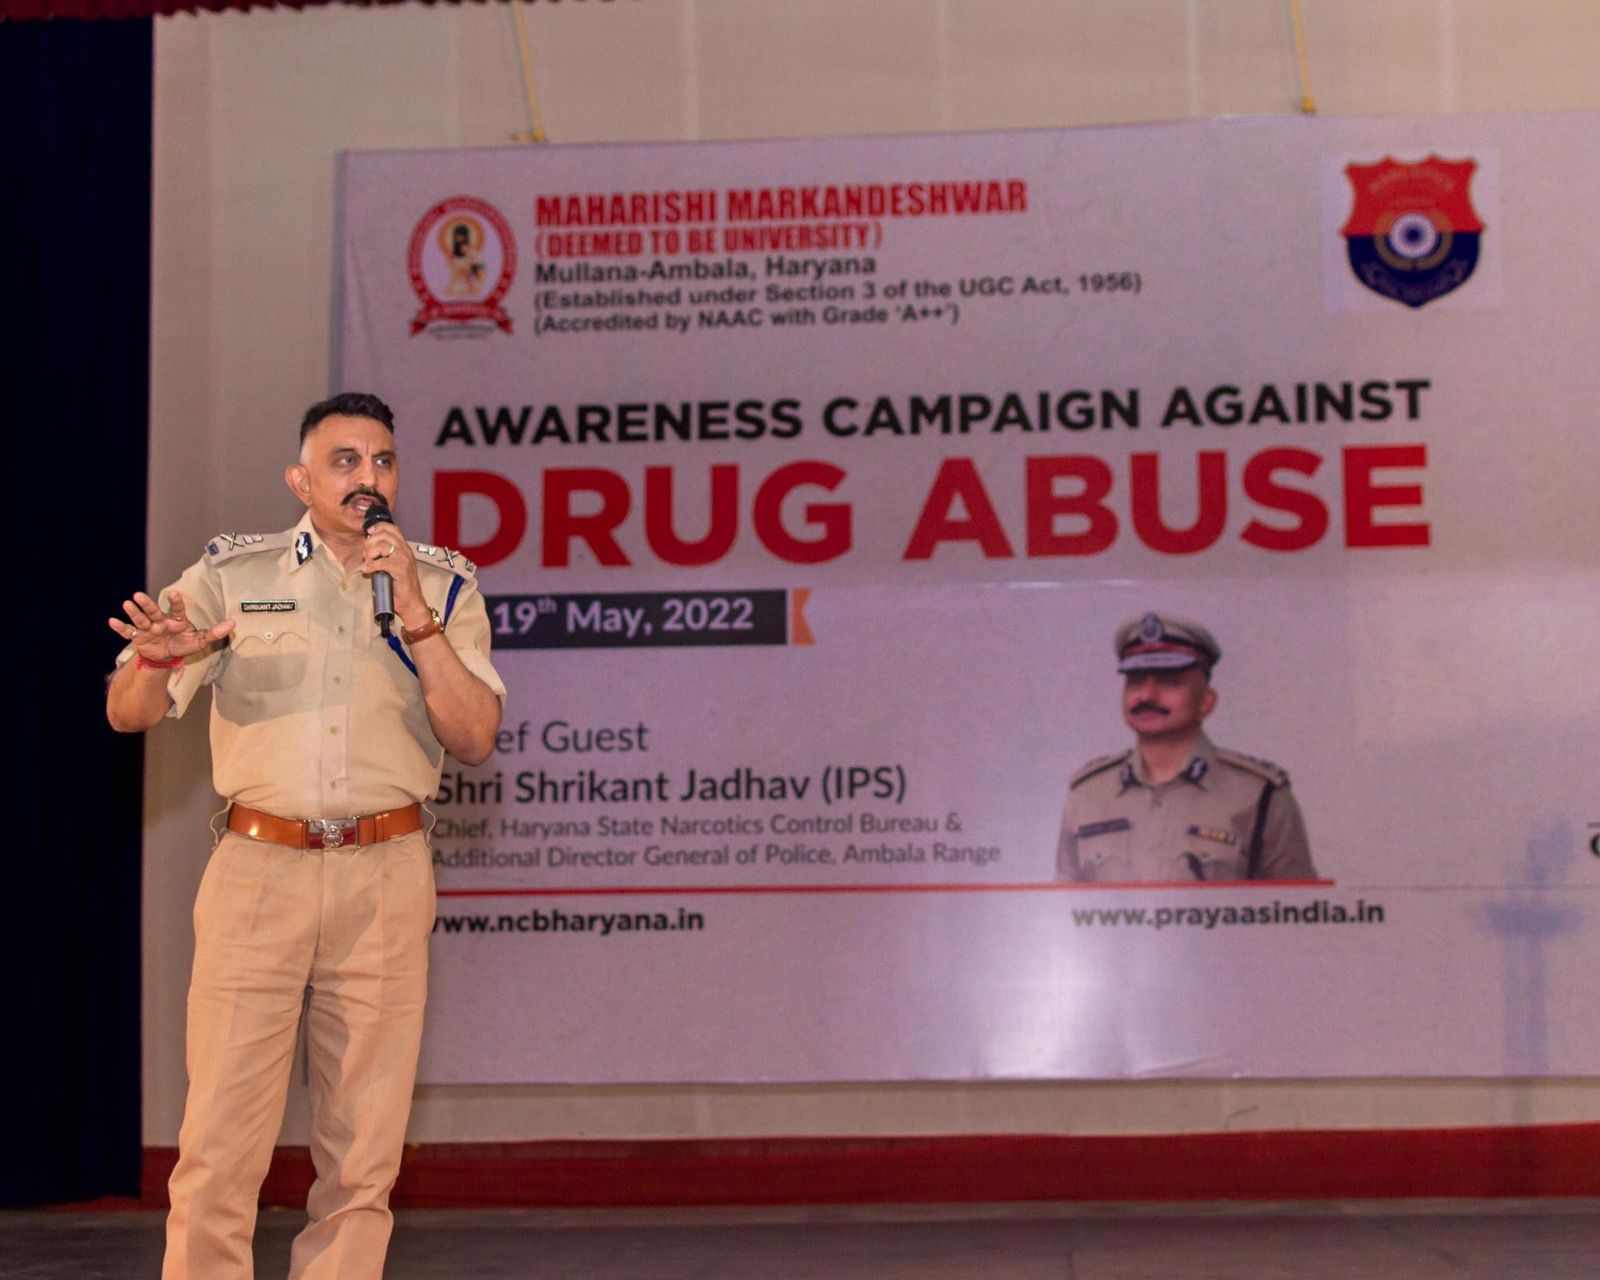 MAHARISHI MARKANDESHWAR
(DEEMED TO BE UNIVERSITY)
Mullana-Ambala, Haryana
(Established under Section 3 of the UGC Act, 1956)
(Accredited by NAAC with Grade 'A++')
AWARENESS CAMPAIGN AGAINST
DRUG ABUSE
19th May, 2022
SHRIKANT JADHAV
ef Guest
Shri Shrikant Jadhav (IPS)
Chief, Haryana State Narcotics Control Bureau &
Additional Director General of Police, Ambala Range
www.ncbharyana.in
www.prayaasindia.in